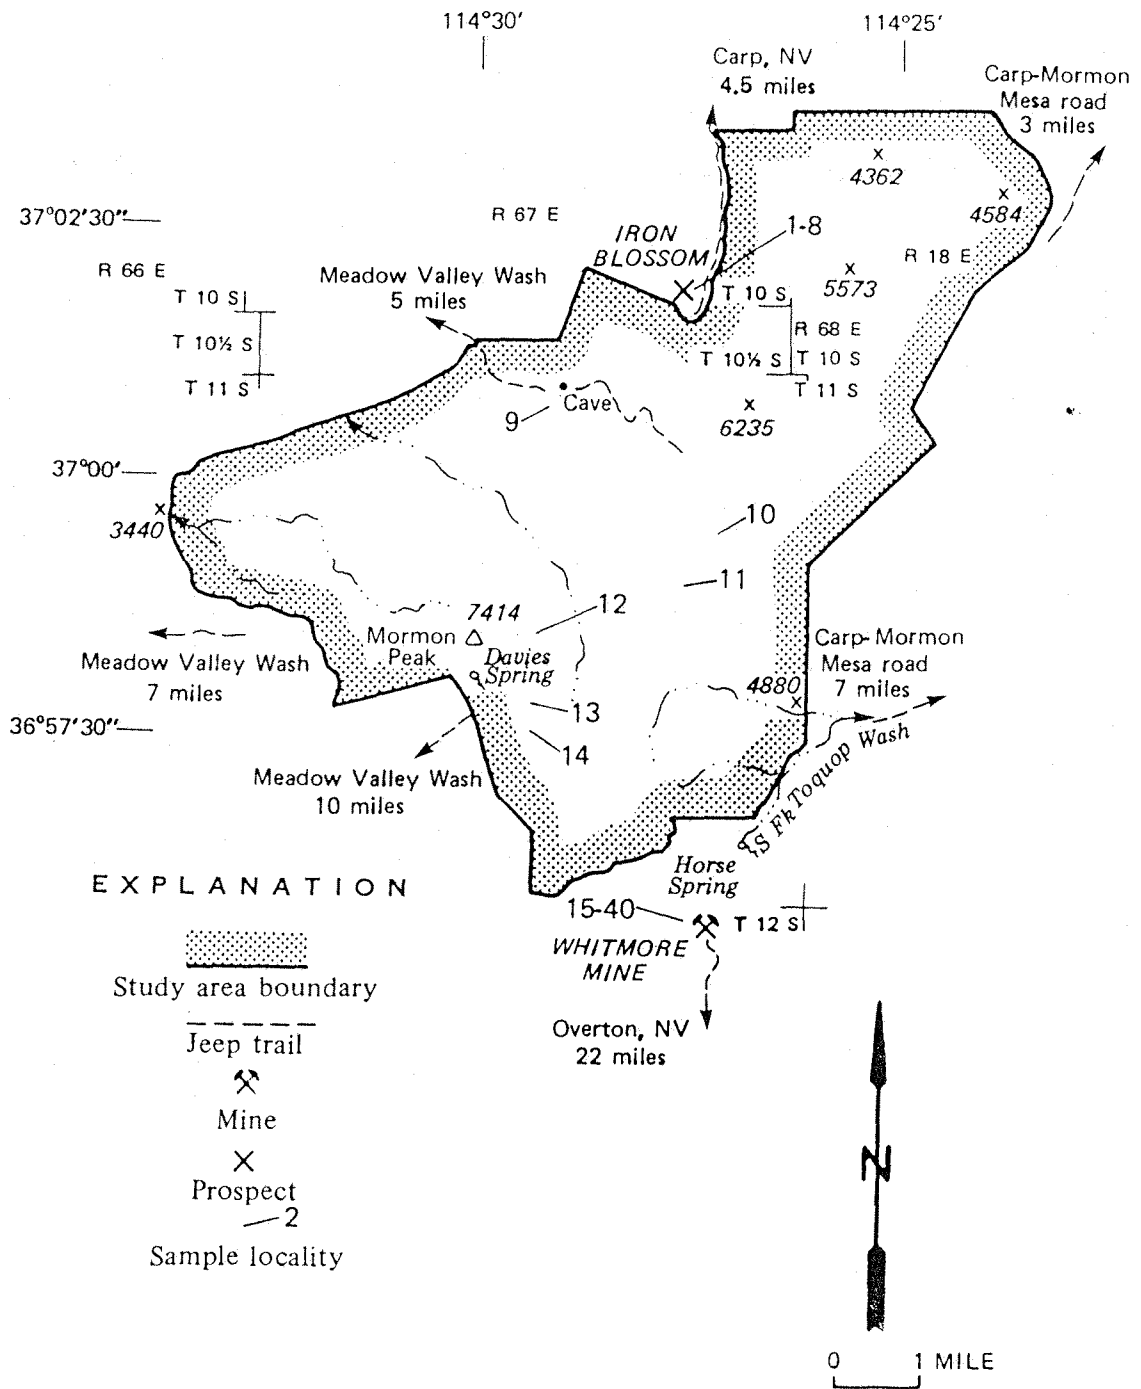 114°30'
114°25'
Carp, NV
4.5 miles
Carp-Mormon
Mesa road
3 miles
4362
4584
37°02'30"
R 67 E
1-8
IRON
BLOSSOM
R 18 E
R 66 E
Meadow Valley Wash
5 miles
5573
T 10 S
T 10 S
R 68 E
T 10½ S
T 10½ S
T 10 S
T 11 S
T 11 S
9
Cave
6235
37°00'
3440
10
11
12
7414
Mormon
Peak
Davies
Spring
Carp-Mormon
Mesa road
7 miles
Meadow Valley Wash
7 miles
4880
13
36°57'30"
14
S Fk Toquop Wash
Meadow Valley Wash
10 miles
Horse
Spring
EXPLANATION
15-40
T 12 S
WHITMORE
MINE
Study area boundary
Overton, NV
22 miles
Jeep trail
Mine
Prospect
2
Sample locality
N
0 1 MILE